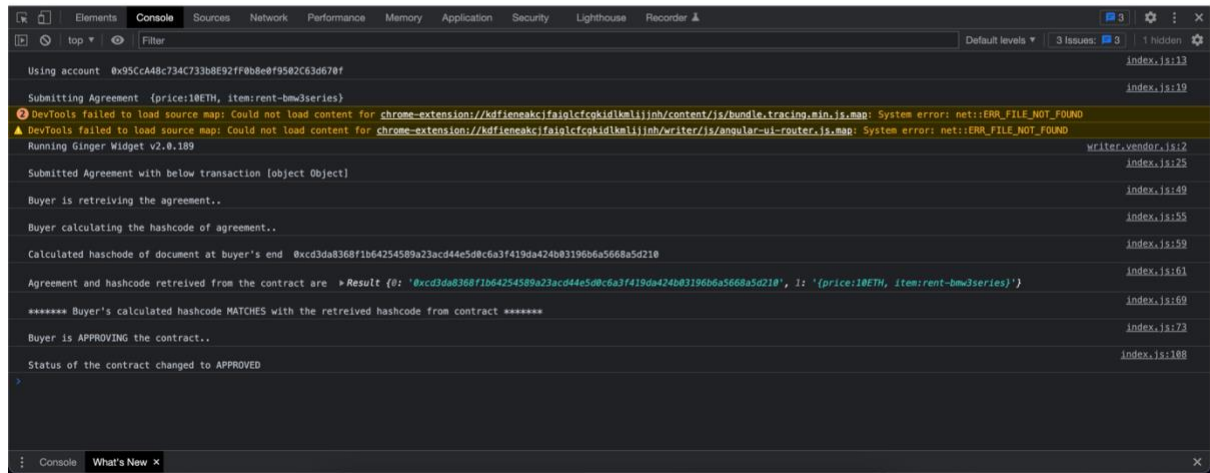 Elements Console Sources Network Performance Memory Application Security Lighthouse Recorder 3
top Filter Default levels 3 Issues: 3 1 hidden
index.js:13
Using account 0x95CcA48c734C733b8E92fF0b8e0f9502C63d670f
index.js:19
Submitting Agreement {price:10ETH, item:rent-bmw3series}
2 DevTools failed to load source map: Could not load content for chrome-extension://kdfieneakcjfaiglcfcgkidlkmlijjnh/content/js/bundle.tracing.min.js.map: System error: net::ERR_FILE_NOT_FOUND
DevTools failed to load source map: Could not load content for chrome-extension://kdfieneakcjfaiglcfcgkidlkmlijjnh/writer/js/angular-ui-router.js.map: System error: net::ERR_FILE_NOT_FOUND
Running Ginger Widget v2.0.189 writer.vendor.js:2
index.js:25
Submitted Agreement with below transaction [object Object]
index.js:49
Buyer is retreiving the agreement..
index.js:55
Buyer calculating the hashcode of agreement..
index.js:59
Calculated haschode of document at buyer's end 0xcd3da8368f1b64254589a23acd44e5d0c6a3f419da424b03196b6a5668a5d210
index.js:61
Agreement and hashcode retreived from the contract are ▶Result {0: '0xcd3da8368f1b64254589a23acd44e5d0c6a3f419da424b03196b6a5668a5d210', 1: '{price:10ETH, item:rent-bmw3series}'}
index.js:69
******* Buyer's calculated hashcode MATCHES with the retreived hashcode from contract *******
index.js:73
Buyer is APPROVING the contract..
index.js:108
Status of the contract changed to APPROVED
Console What's New ×